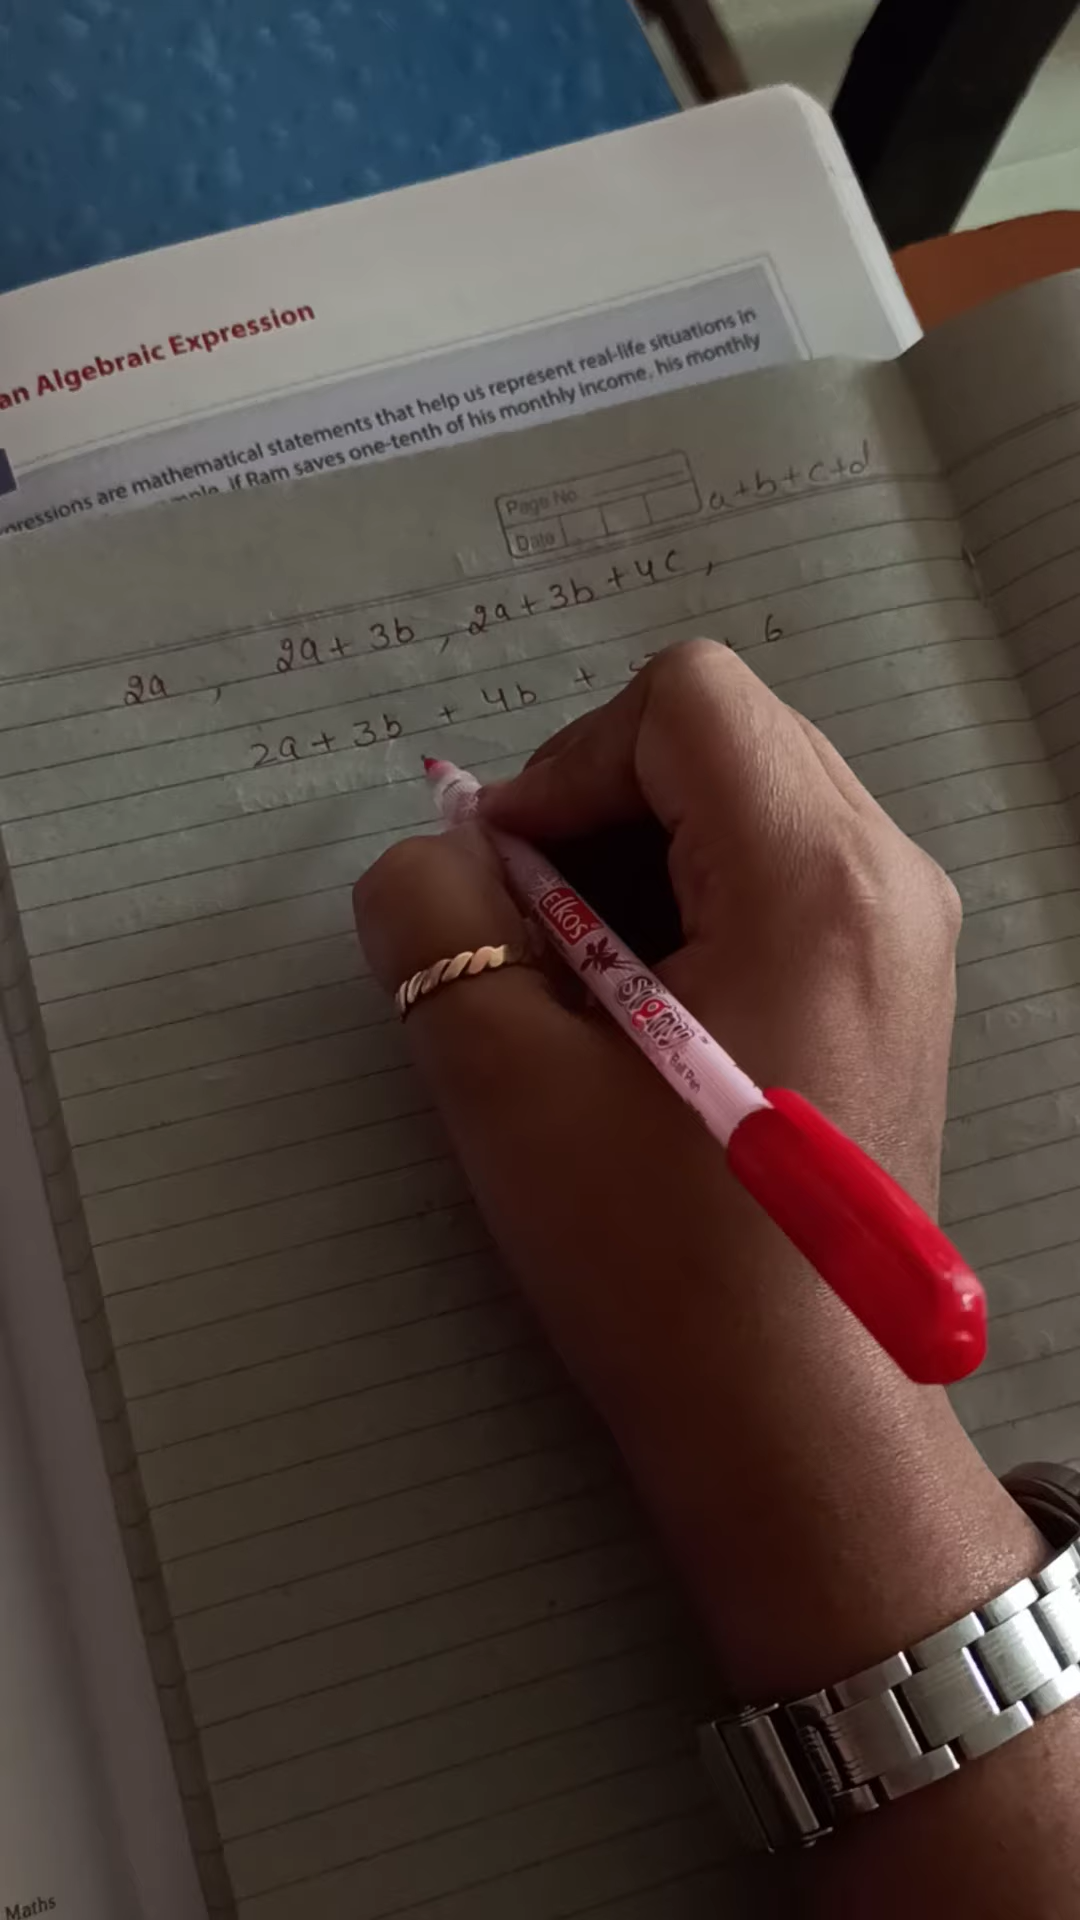 an Algebraic Expression
pressions are mathematical statements that help us represent real-life situations in
if Ram saves one-tenth of his monthly income, his monthly
Page No
Date
a+b+c+d
2a , 2a + 3b , 2a + 3b + 4c ,
2a + 3b + 4b + + 6
Elkos
Ball Pen
Maths